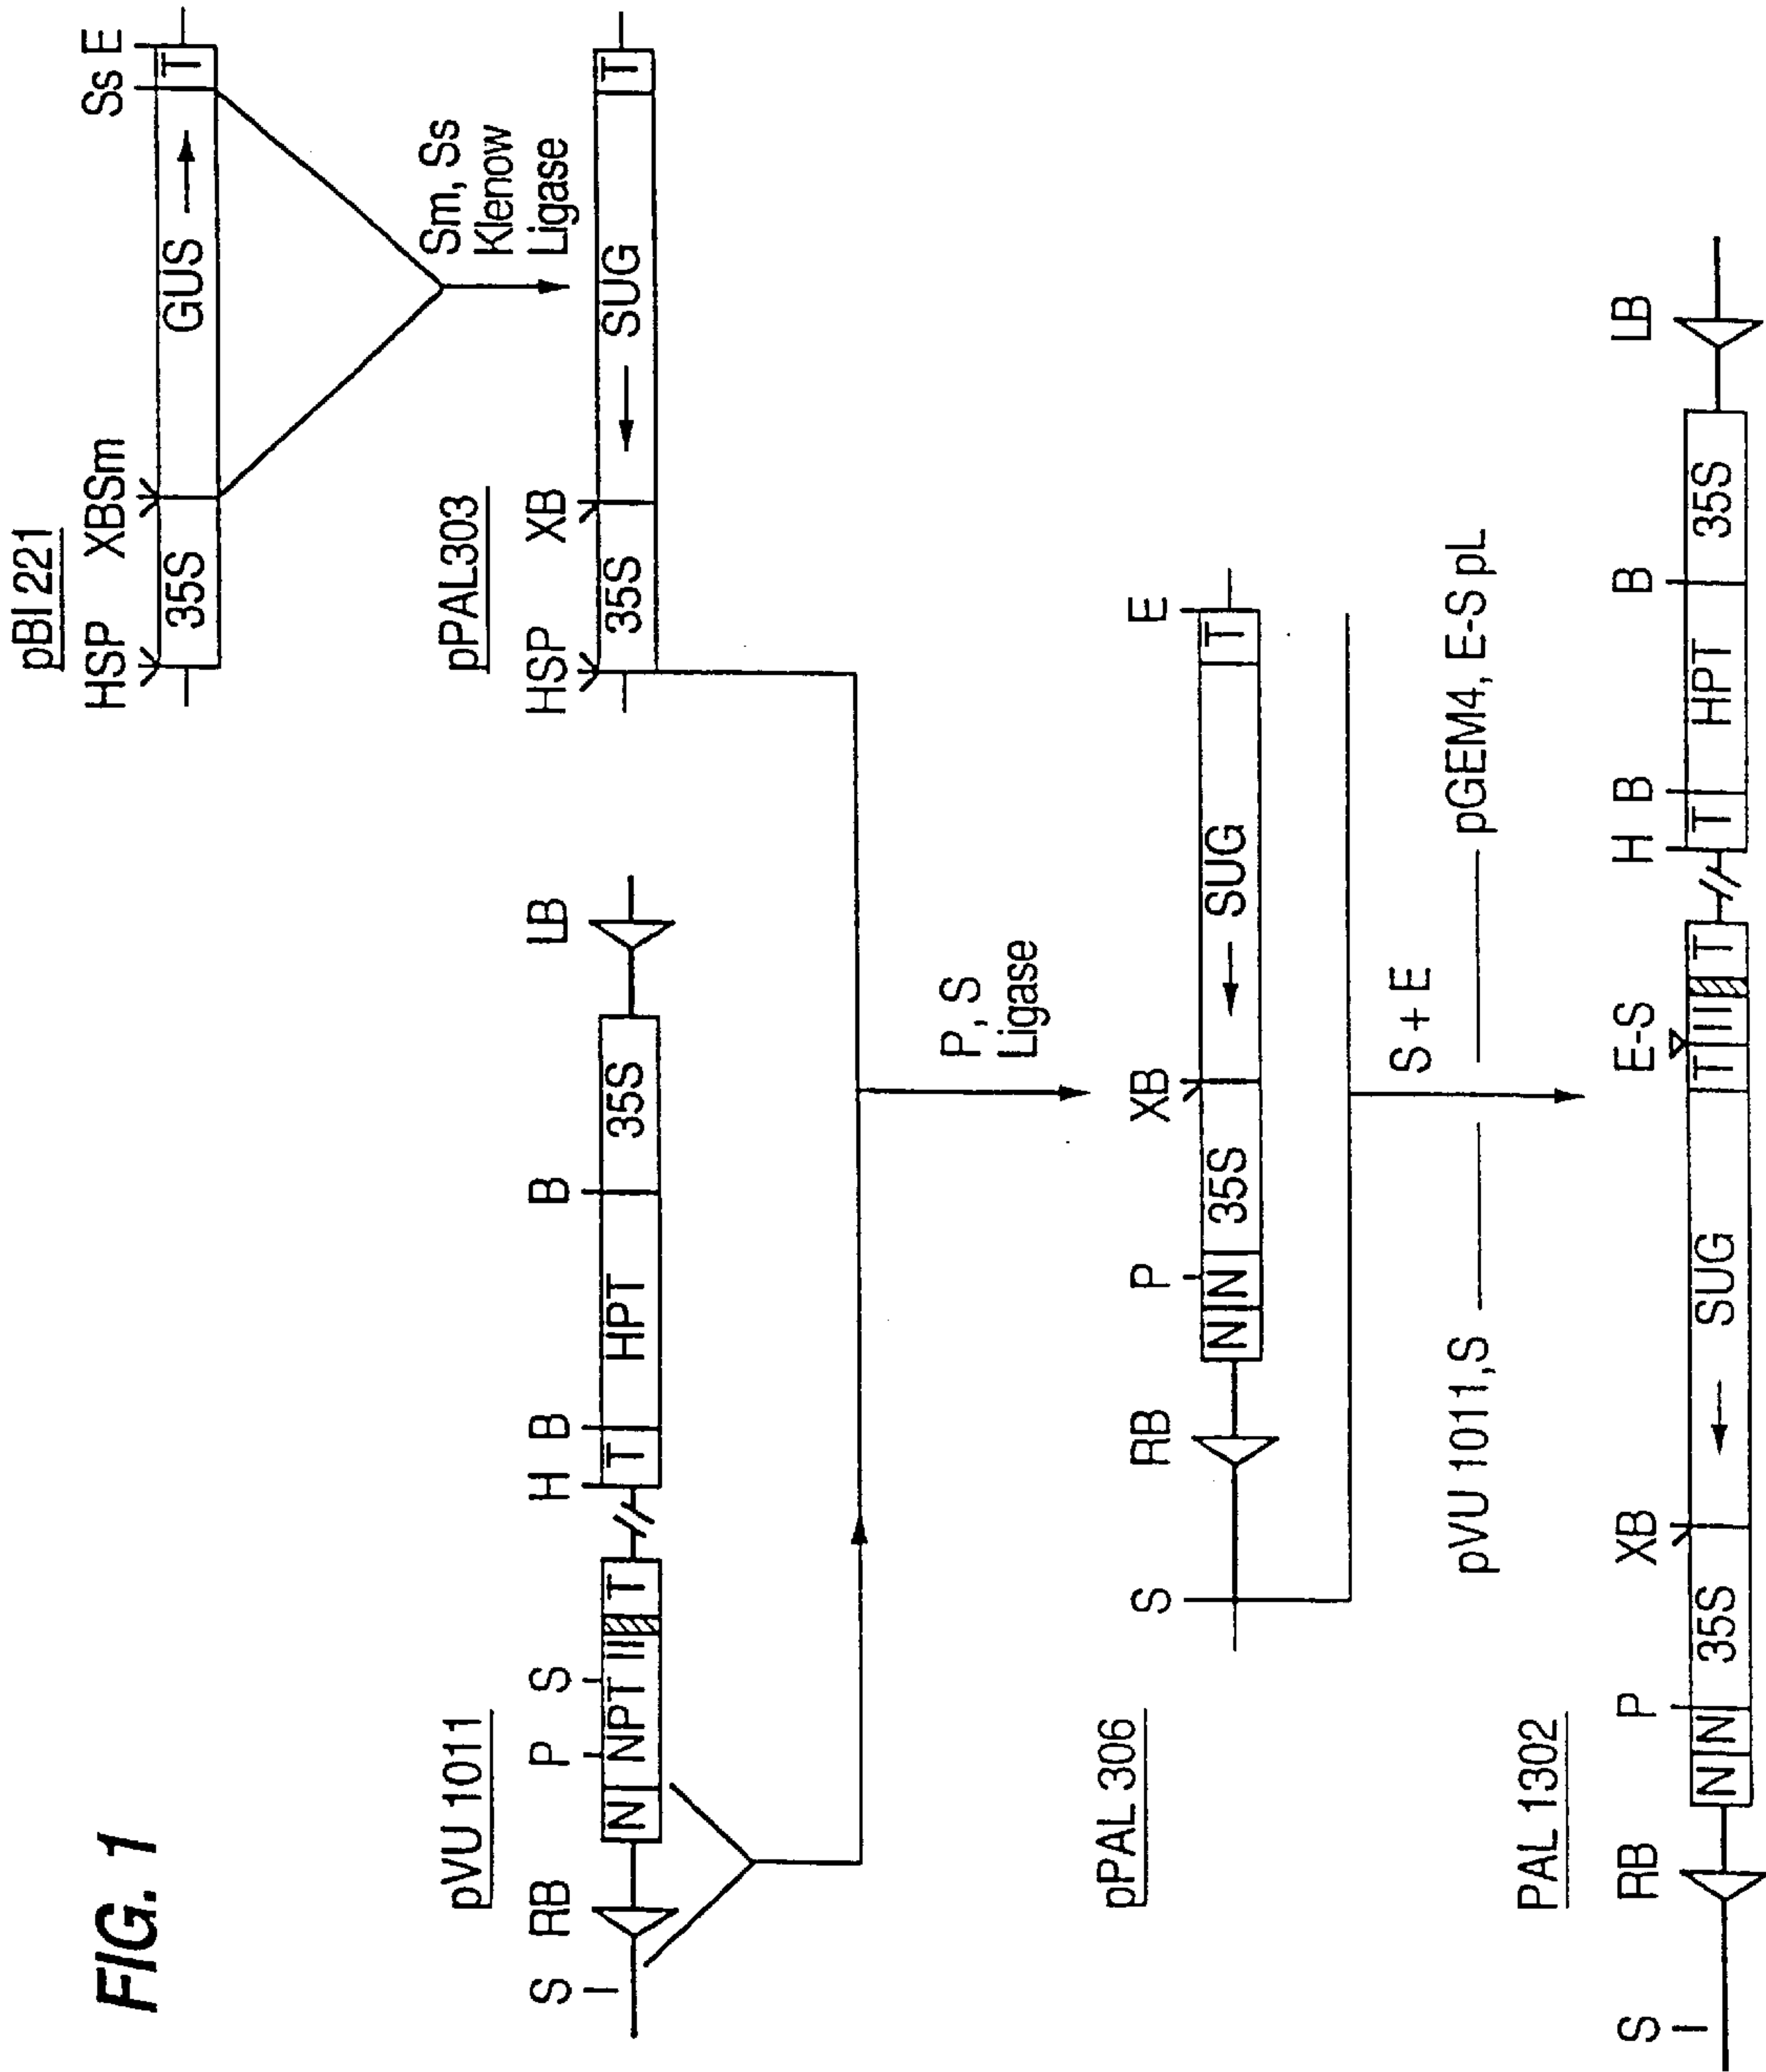 FIG. 1
pBI 221
HSP XBSm Ss E
35S GUS T
Sm, Ss
Klenow
Ligase
pVU 1011
S RB P S H B B LB
N NPT II T T HPT 35S
pPAL303
HSP XB
35S SUG T
P, S
Ligase
pPAL 306
S RB P XB E
N N 35S SUG T
S + E
pVU 1011,S pGEM4, E-S pL
PAL 1302
S RB P XB E-S H B B LB
N N 35S SUG T II T T HPT 35S